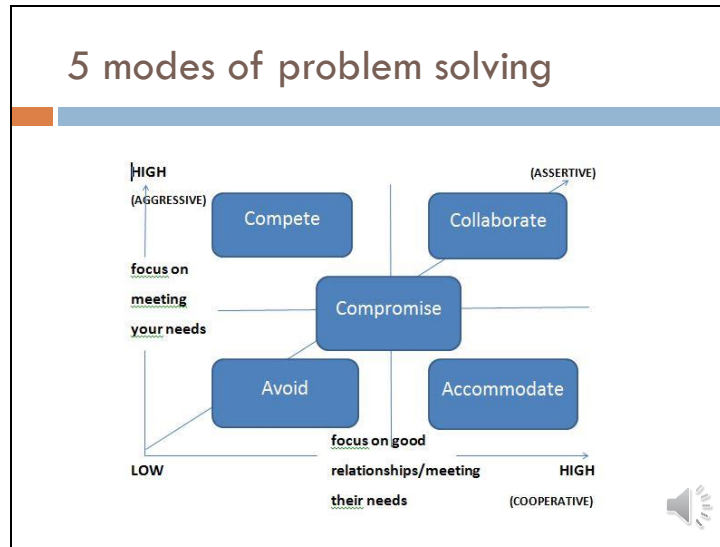 5 modes of problem solving
HIGH
(AGGRESSIVE)
(ASSERTIVE)
Compete
Collaborate
focus on
meeting
your needs
Compromise
Avoid
Accommodate
focus on good
relationships/meeting
their needs
LOW
HIGH
(COOPERATIVE)